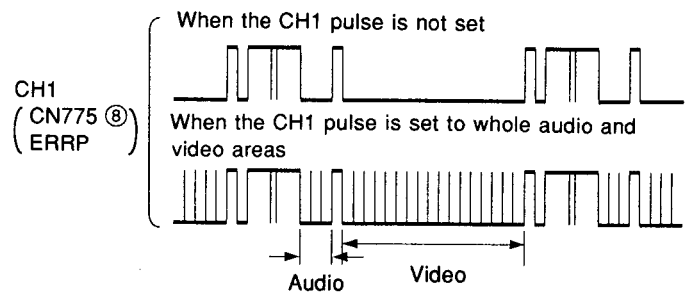 When the CH1 pulse is not set
CH1
( CN775 ⑧ )
ERRP
When the CH1 pulse is set to whole audio and
video areas
Audio
Video